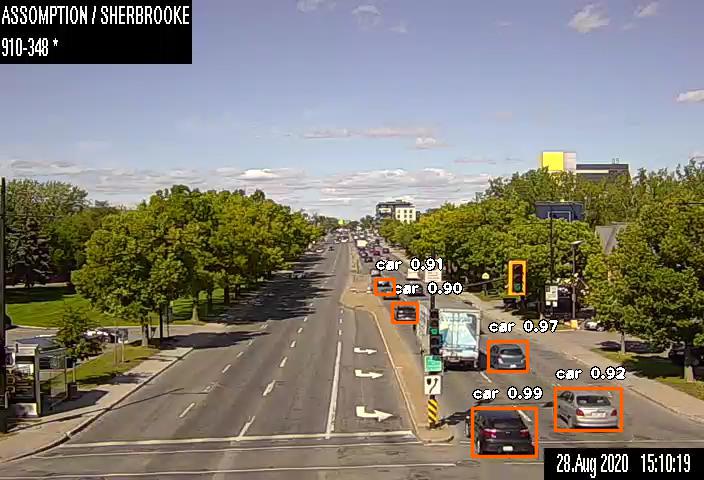 ASSOMPTION / SHERBROOKE
910-348 *
car 0.91
car 0.90
car 0.97
car 0.92
car 0.99
28.Aug 2020 15:10:19